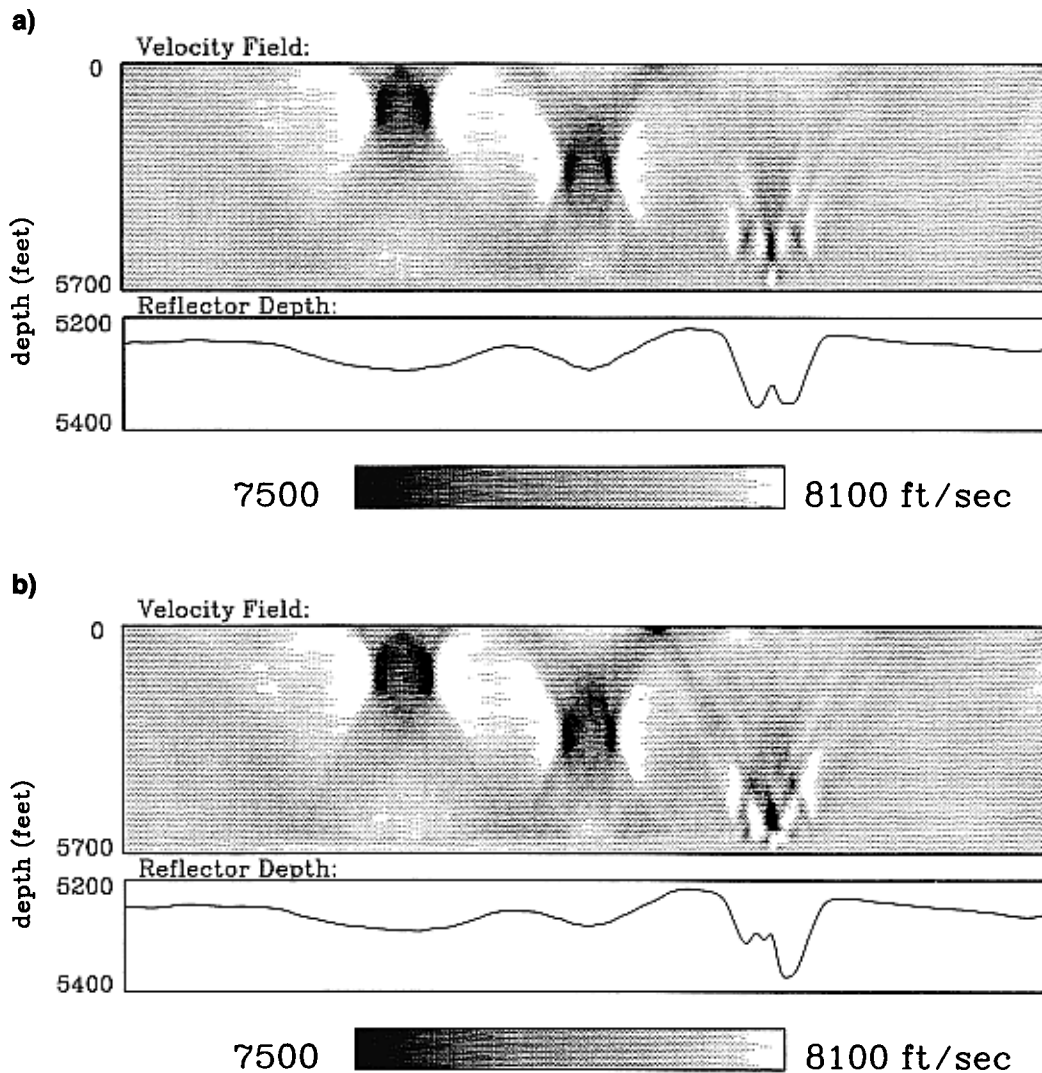 a)
Velocity Field:
0
depth (feet)
5700
Reflector Depth:
5200
5400
7500
8100 ft/sec
b)
Velocity Field:
0
depth (feet)
5700
Reflector Depth:
5200
5400
7500
8100 ft/sec